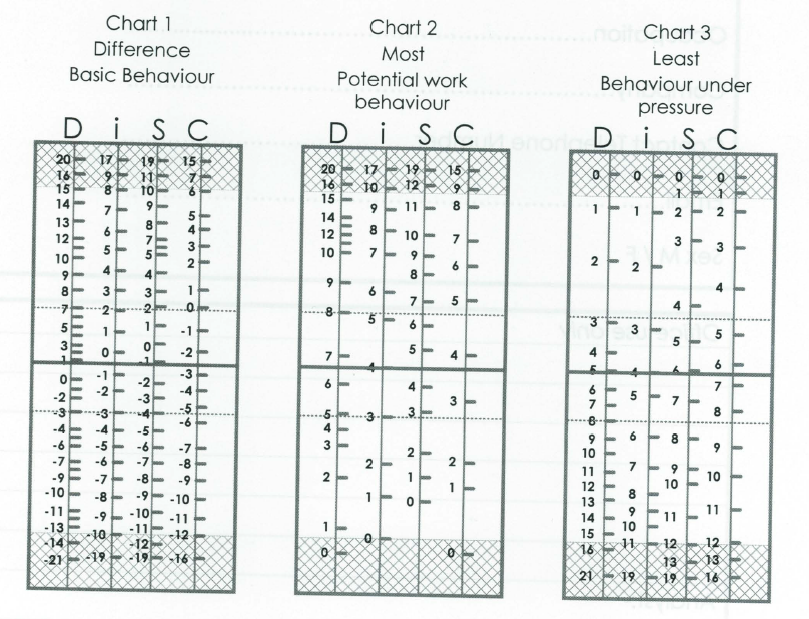 Chart 1
Difference
Basic Behaviour
D i S C
20 17 19 15
16 9 11 7
15 8 10 6
14 7 9 5
13 8 4
12 6 7 3
10 5 5 2
9 4 4
8 3 3 1
7 2 2 0
5 1 1 -1
3 0 0 -2
1 -1
0 -1 -2 -3
-2 -2 -3 -4
-3 -3 -4 -5
-4 -4 -5 -6
-6 -5 -6 -7
-7 -6 -7 -8
-9 -7 -8 -9
-10 -8 -9 -10
-11 -9 -10 -11
-13 -10 -11 -12
-14 -12
-21 -19 -19 -16
Chart 2
Most
Potential work
behaviour
D i S C
20 17 19 15
16 10 12 9
15 9 11 8
14
12 8 10 7
10 7 9 6
9 6 8
8 5 7 5
6
7 4 5 4
6 4 3
5 3 3
4
3 2 2 2
2 1 1 1
0
1 0
0 0
Chart 3
Least
Behaviour under
pressure
D i S C
0 0 0 0
1 1
1 1 2 2
3 3
2 2 4
4
3 3 5 5
4
5 4 6 6
6 5 7 7
7 8
8
9 6 8 9
10
11 7 9 10
12 10
13 8
14 9 11 11
15 10
16 11 12 12
13 13
21 19 19 16